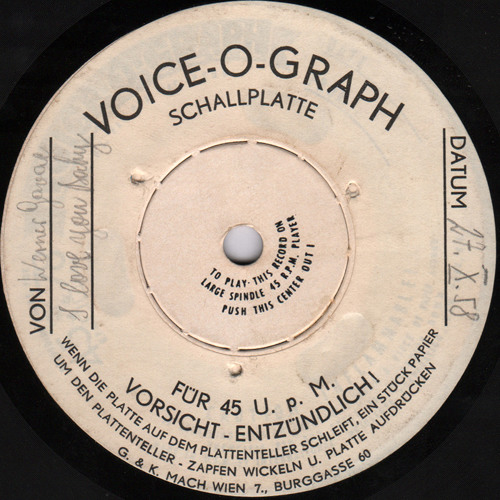 VOICE-O-GRAPH
SCHALLPLATTE
VON Werner
I love you baby
DATUM 27. X. 58
TO PLAY THIS RECORD ON
LARGE SPINDLE 45 R.P.M. PLAYER
PUSH THIS CENTER OUT!
FÜR 45 U. p. M.
VORSICHT - ENTZÜNDLICH!
WENN DIE PLATTE AUF DEM PLATTENTELLER SCHLEIFT, EIN STÜCK PAPIER
UM DEN PLATTENTELLER - ZAPFEN WICKELN U. PLATTE AUFDRÜCKEN
G. & K. MACH WIEN 7., BURGGASSE 60